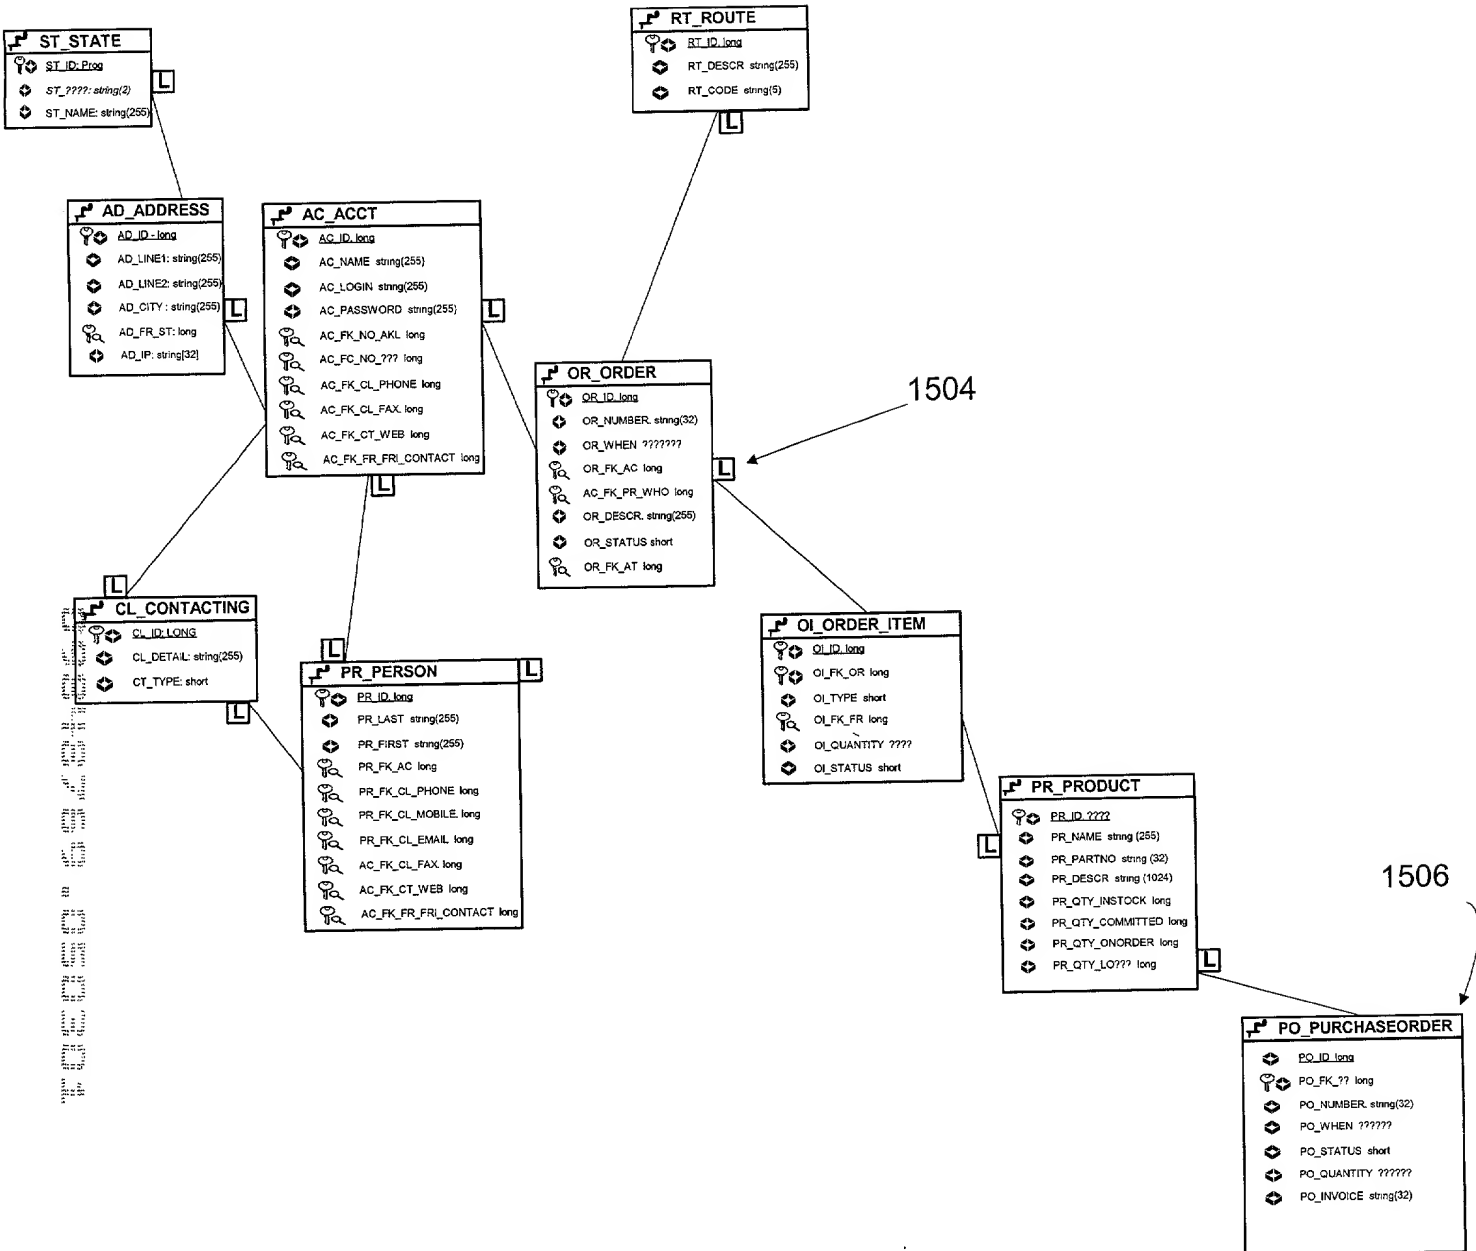 ST_STATE
ST_ID: Prog
ST_????: string(2)
ST_NAME: string(255)
RT_ROUTE
RT_ID. long
RT_DESCR string(255)
RT_CODE string(5)
L
L
AD_ADDRESS
AD_ID - long
AD_LINE1: string(255)
AD_LINE2: string(255)
AD_CITY : string(255)
AD_FR_ST: long
AD_IP: string[32]
L
AC_ACCT
AC_ID. long
AC_NAME string(255)
AC_LOGIN string(255)
AC_PASSWORD string(255)
AC_FK_NO_AKL long
AC_FC_NO_??? long
AC_FK_CL_PHONE long
AC_FK_CL_FAX. long
AC_FK_CT_WEB long
AC_FK_FR_FRI_CONTACT long
L
L
OR_ORDER
OR_ID. long
OR_NUMBER. string(32)
OR_WHEN ???????
OR_FK_AC long
AC_FK_PR_WHO long
OR_DESCR. string(255)
OR_STATUS short
OR_FK_AT long
L
1504
L
CL_CONTACTING
CL_ID: LONG
CL_DETAIL: string(255)
CT_TYPE: short
L
L
PR_PERSON
L
PR_ID. long
PR_LAST string(255)
PR_FIRST string(255)
PR_FK_AC long
PR_FK_CL_PHONE long
PR_FK_CL_MOBILE. long
PR_FK_CL_EMAIL long
AC_FK_CL_FAX. long
AC_FK_CT_WEB long
AC_FK_FR_FRI_CONTACT long
OI_ORDER_ITEM
OI_ID. long
OI_FK_OR long
OI_TYPE short
OI_FK_FR long
OI_QUANTITY ????
OI_STATUS short
PR_PRODUCT
PR_ID ????
PR_NAME string (255)
PR_PARTNO string (32)
PR_DESCR string (1024)
PR_QTY_INSTOCK long
PR_QTY_COMMITTED long
PR_QTY_ONORDER long
PR_QTY_LO??? long
L
L
1506
PO_PURCHASEORDER
PO_ID long
PO_FK_?? long
PO_NUMBER. string(32)
PO_WHEN ??????
PO_STATUS short
PO_QUANTITY ??????
PO_INVOICE string(32)